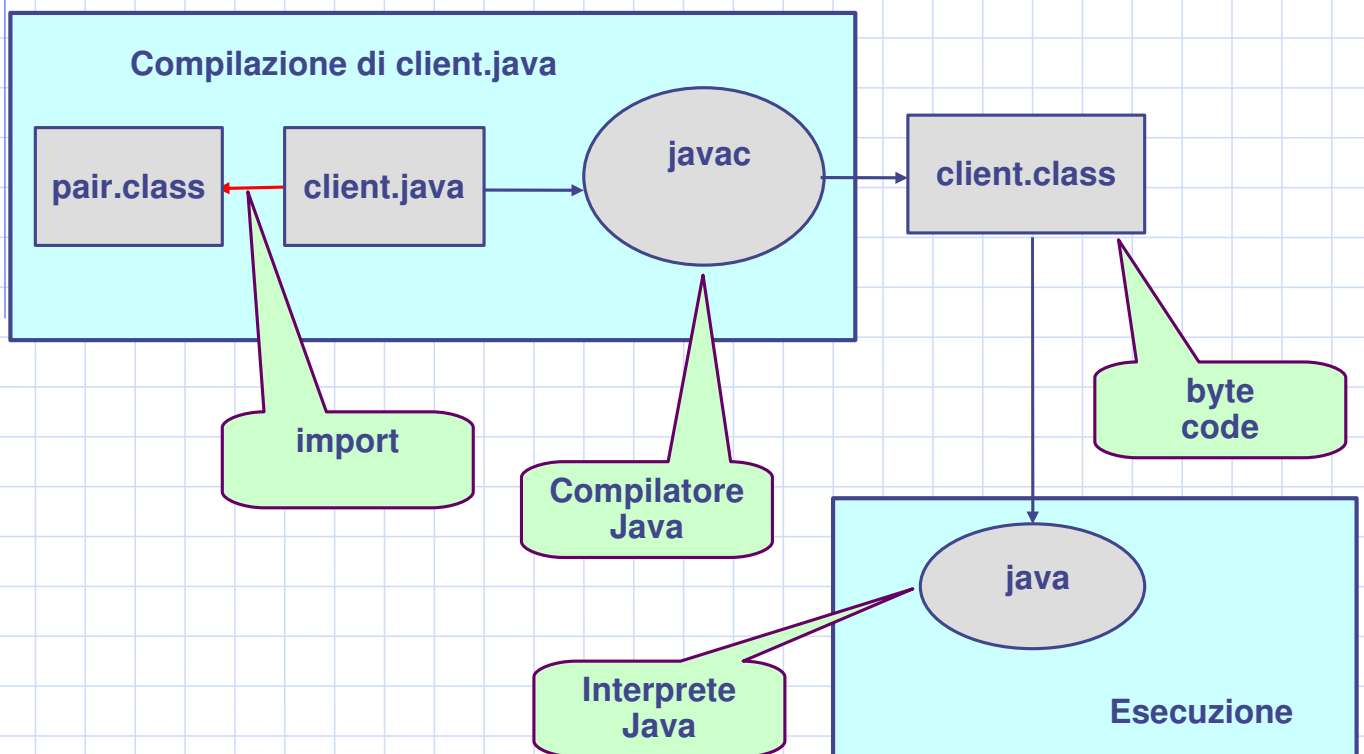 Compilazione di client.java
pair.class
client.java
javac
client.class
import
Compilatore
Java
byte
code
java
Interprete
Java
Esecuzione